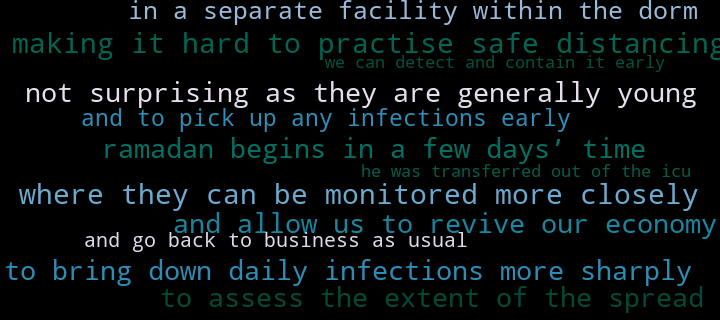 in a separate facility within the dorm
making it hard to practise safe distancing
we can detect and contain it early
not surprising as they are generally young
and to pick up any infections early
ramadan begins in a few days’ time
he was transferred out of the icu
where they can be monitored more closely
and allow us to revive our economy
and go back to business as usual
to bring down daily infections more sharply
to assess the extent of the spread